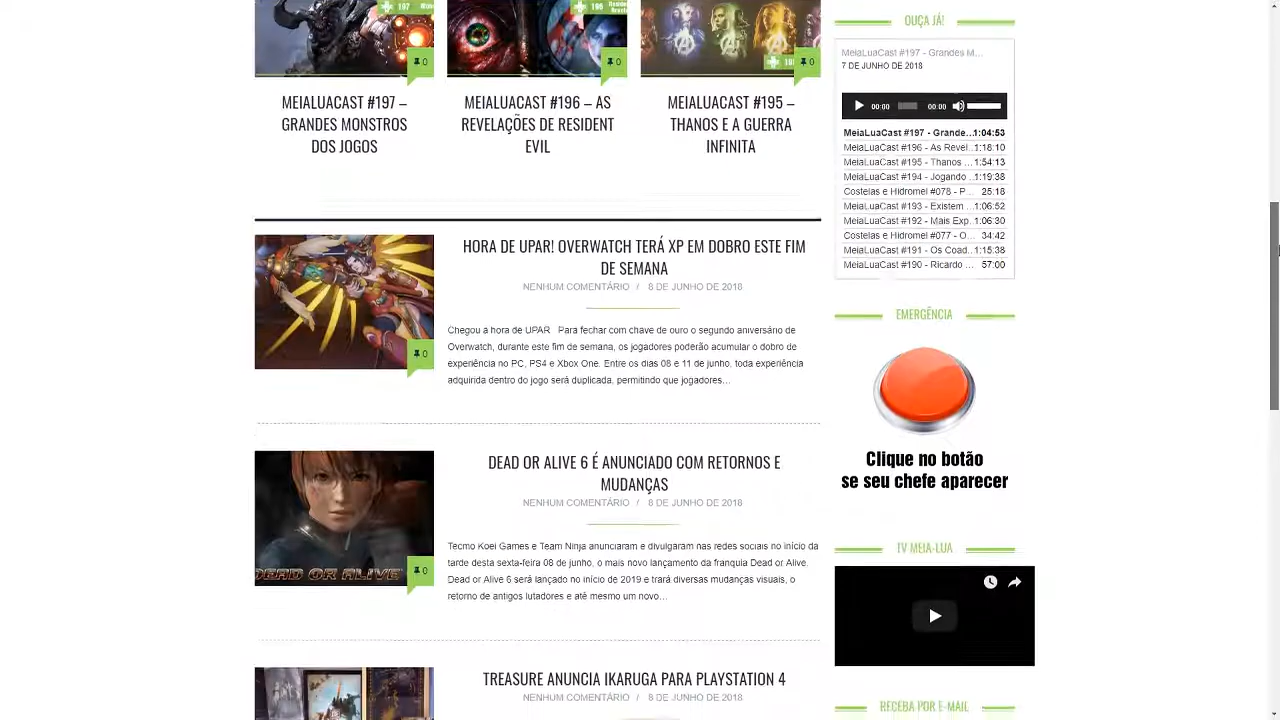 197
196
0
0
0
MEIALUACAST #197 –
GRANDES MONSTROS
DOS JOGOS
MEIALUACAST #196 – AS
REVELAÇÕES DE RESIDENT
EVIL
MEIALUACAST #195 –
THANOS E A GUERRA
INFINITA
HORA DE UPAR! OVERWATCH TERÁ XP EM DOBRO ESTE FIM
DE SEMANA
NENHUM COMENTÁRIO / 8 DE JUNHO DE 2018
Chegou a hora de UPAR Para fechar com chave de ouro o segundo aniversário de
Overwatch, durante este fim de semana, os jogadores poderão acumular o dobro de
experiência no PC, PS4 e Xbox One. Entre os dias 08 e 11 de junho, toda experiência
adquirida dentro do jogo será duplicada, permitindo que jogadores...
0
DEAD OR ALIVE 6 É ANUNCIADO COM RETORNOS E
MUDANÇAS
NENHUM COMENTÁRIO / 8 DE JUNHO DE 2018
Tecmo Koei Games e Team Ninja anunciaram e divulgaram nas redes sociais no início da
tarde desta sexta-feira 08 de junho, o mais novo lançamento da franquia Dead or Alive.
Dead or Alive 6 será lançado no início de 2019 e trará diversas mudanças visuais, o
retorno de antigos lutadores e até mesmo um novo...
DEAD OR ALIVE
0
TREASURE ANUNCIA IKARUGA PARA PLAYSTATION 4
NENHUM COMENTÁRIO / 8 DE JUNHO DE 2018
OUÇA JÁ!
MeiaLuaCast #197 - Grandes M...
7 DE JUNHO DE 2018
00:00 00:00
MeiaLuaCast #197 - Grande... 1:04:53
MeiaLuaCast #196 - As Revel... 1:18:10
MeiaLuaCast #195 - Thanos ... 1:54:13
MeiaLuaCast #194 - Jogando ... 1:19:38
Costelas e Hidromel #078 - P... 25:18
MeiaLuaCast #193 - Existem ... 1:06:52
MeiaLuaCast #192 - Mais Exp... 1:06:30
Costelas e Hidromel #077 - O... 34:42
MeiaLuaCast #191 - Os Coad... 1:15:38
MeiaLuaCast #190 - Ricardo ... 57:00
EMERGÊNCIA
Clique no botão
se seu chefe aparecer
TV MEIA-LUA
RECEBA POR E-MAIL